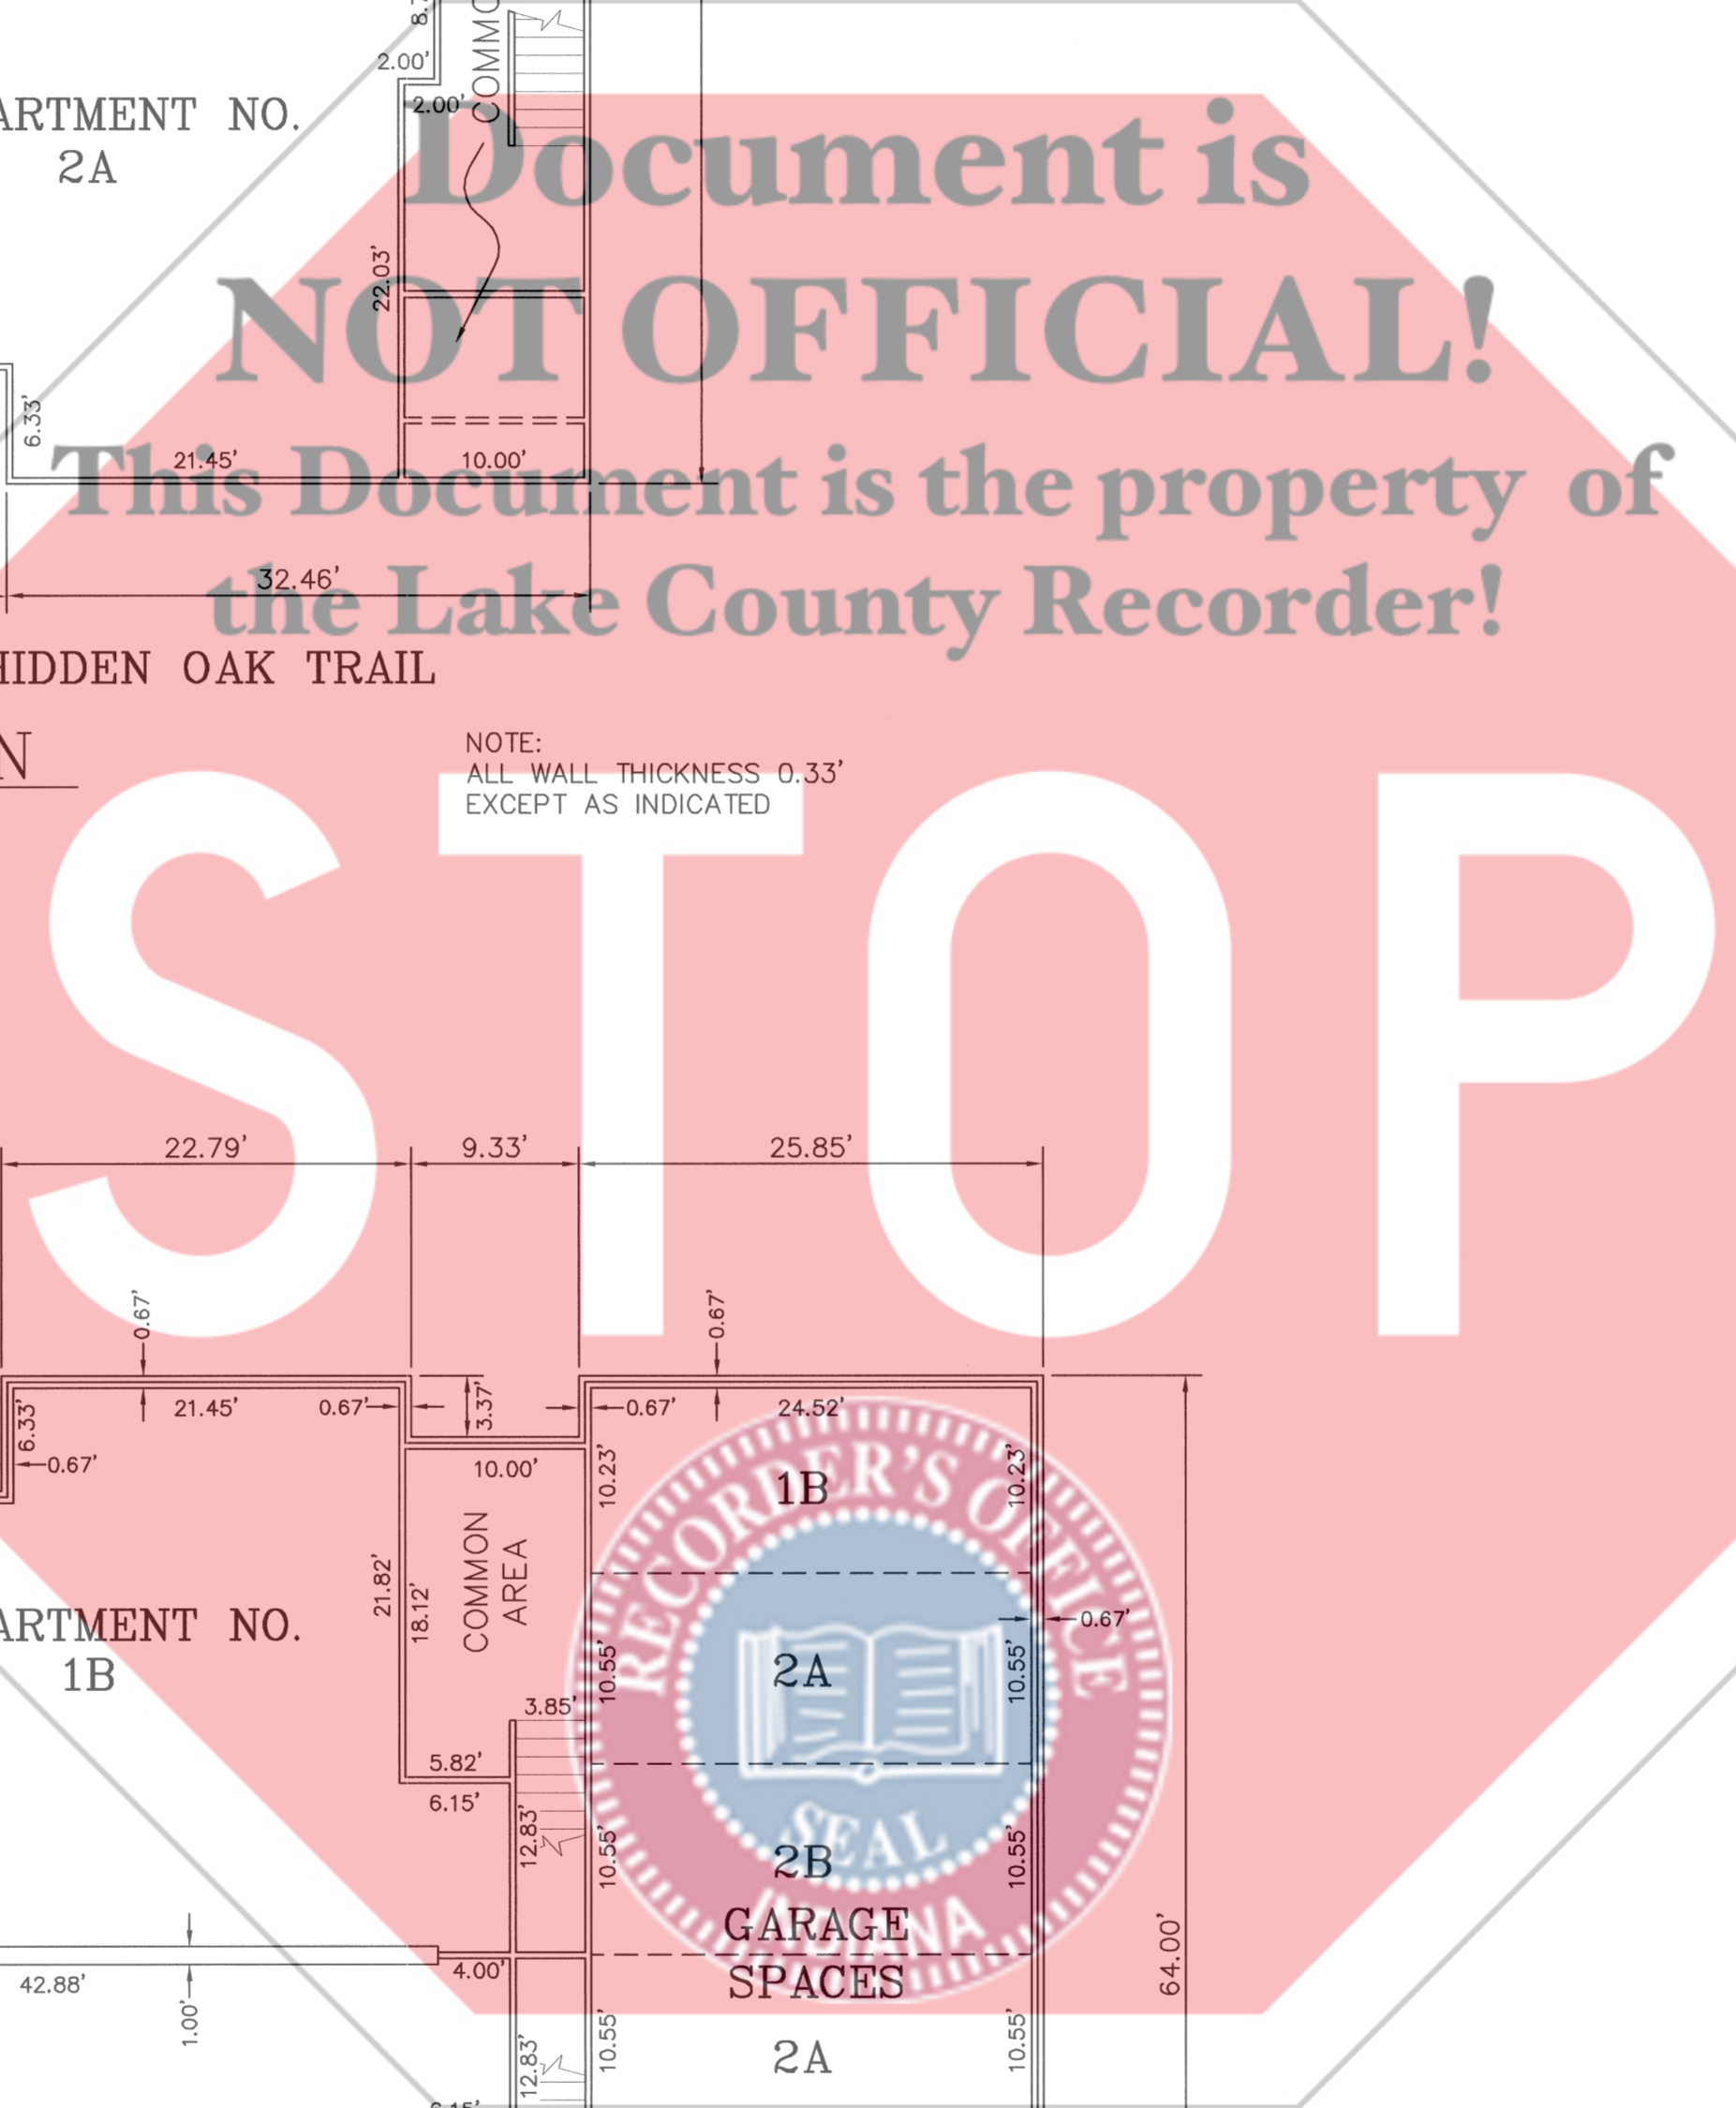 2.00'
COMMO
ARTMENT NO.
2A
2.00'
Document is
NOT OFFICIAL!
22.03'
6.33'
21.45'
10.00'
This Document is the property of
32.46'
the Lake County Recorder!
HIDDEN OAK TRAIL
N
NOTE:
ALL WALL THICKNESS 0.33'
EXCEPT AS INDICATED
STOP
22.79'
9.33'
25.85'
0.67'
0.67'
21.45'
0.67'
3.37'
0.67'
24.52'
6.33'
0.67'
10.00'
10.23'
1B
10.23'
RECORDER'S OFFICE
COMMON
AREA
21.82'
18.12'
ARTMENT NO.
1B
10.55'
2A
10.55'
0.67'
3.85'
5.82'
6.15'
12.83'
10.55'
SEAL
2B
10.55'
GARAGE
INDIANA
SPACES
64.00'
42.88'
1.00'
4.00'
12.83'
10.55'
2A
10.55'